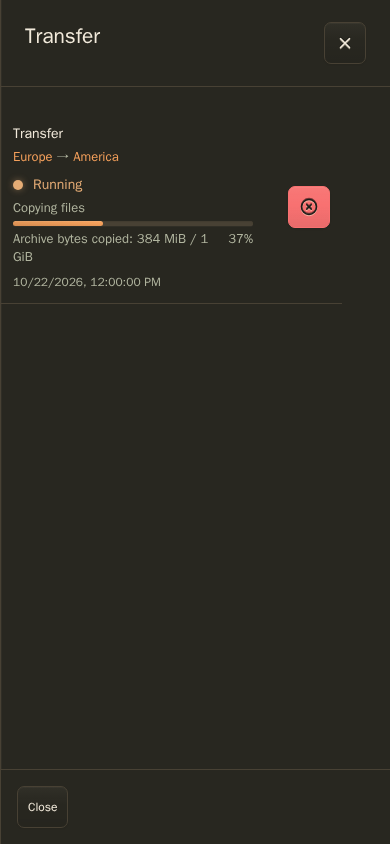 Transfer
Transfer
Europe → America
Running
Copying files
Archive bytes copied: 384 MiB / 1 37%
GiB
10/22/2026, 12:00:00 PM
Close